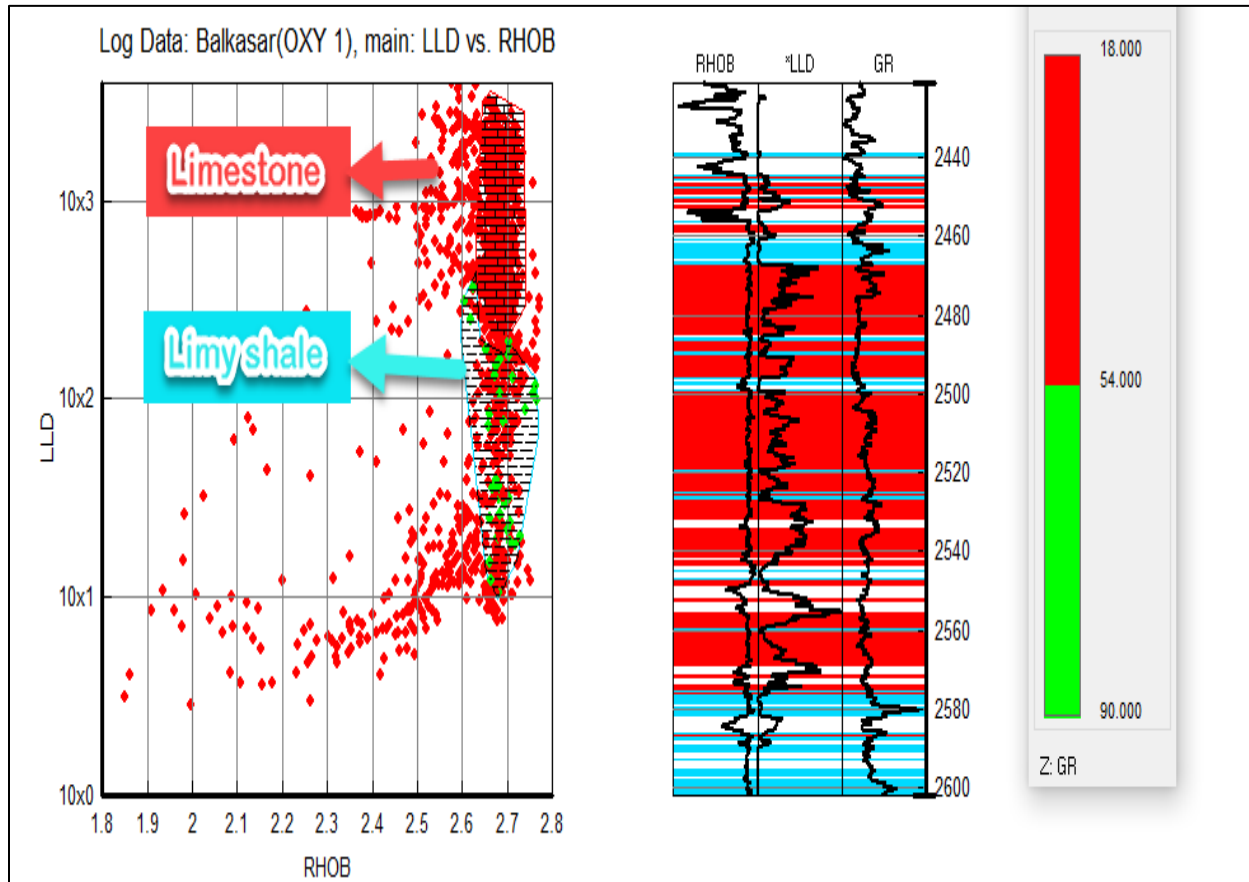 Log Data: Balkasar(OXY 1), main: LLD vs. RHOB
Limestone
Limy shale
LLD
10x3
10x2
10x1
10x0
1.8 1.9 2.1 2.2 2.3 2.4 2.5 2.6 2.7 2.8
RHOB
RHOB *LLD GR
2440
2460
2480
2500
2520
2540
2560
2580
2600
18.000
54.000
90.000
Z: GR